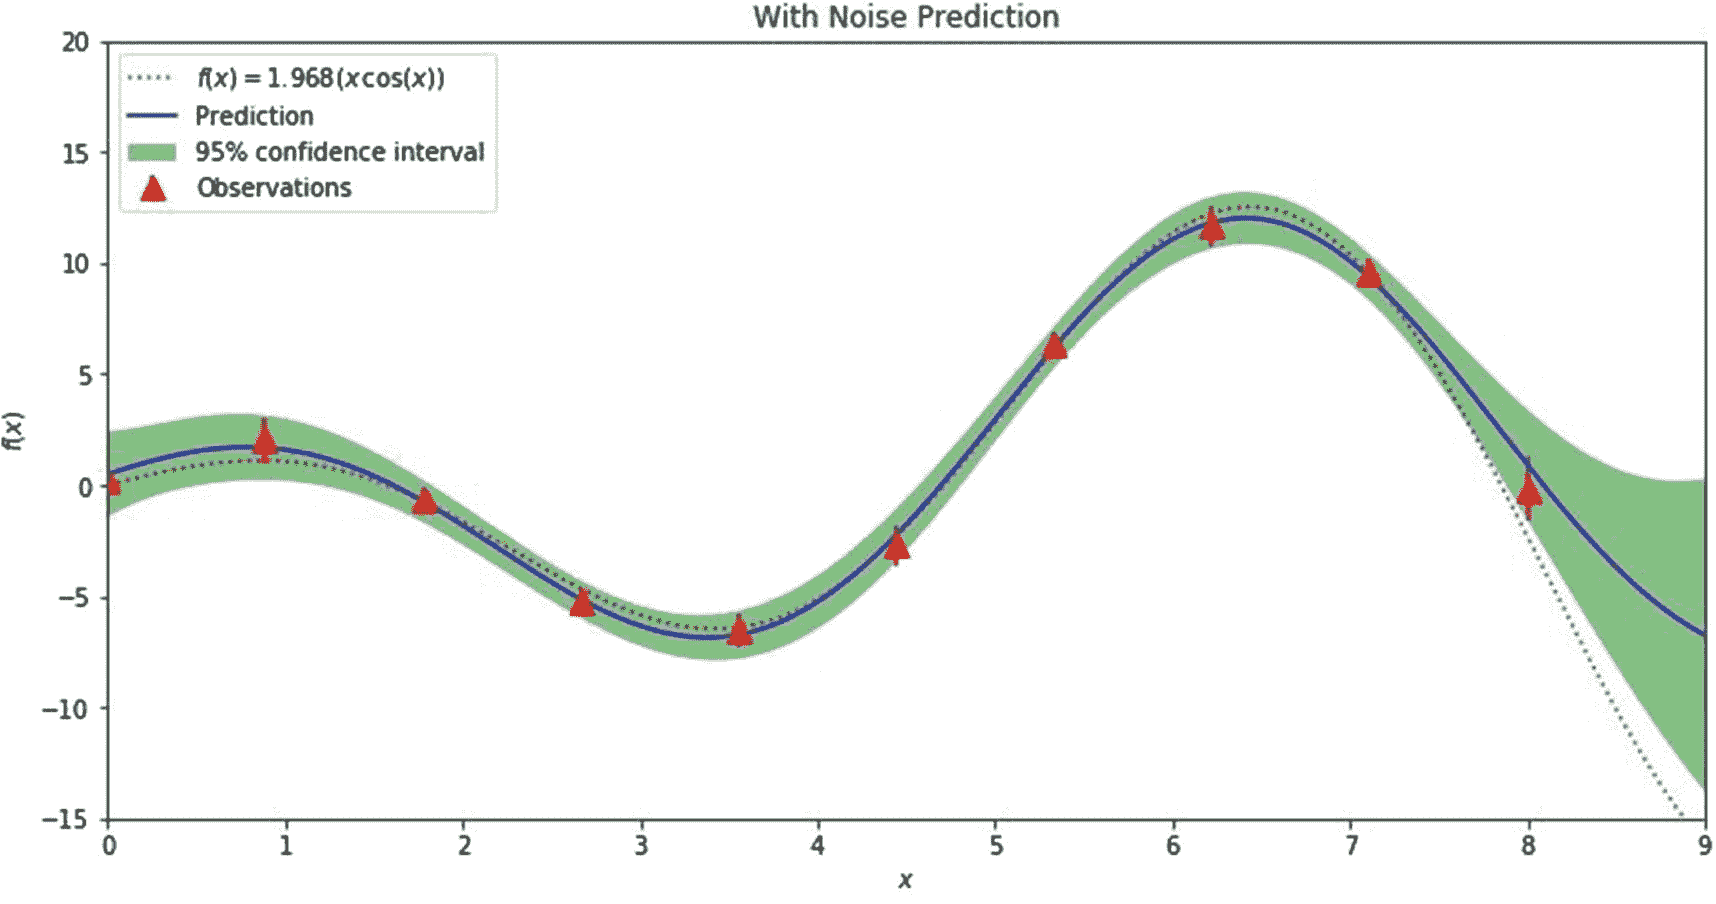 With Noise Prediction
f(x) = 1.968(xcos(x))
Prediction
95% confidence interval
Observations
20
15
10
5
0
−5
−10
−15
f(x)
0 1 2 3 4 5 6 7 8 9
x